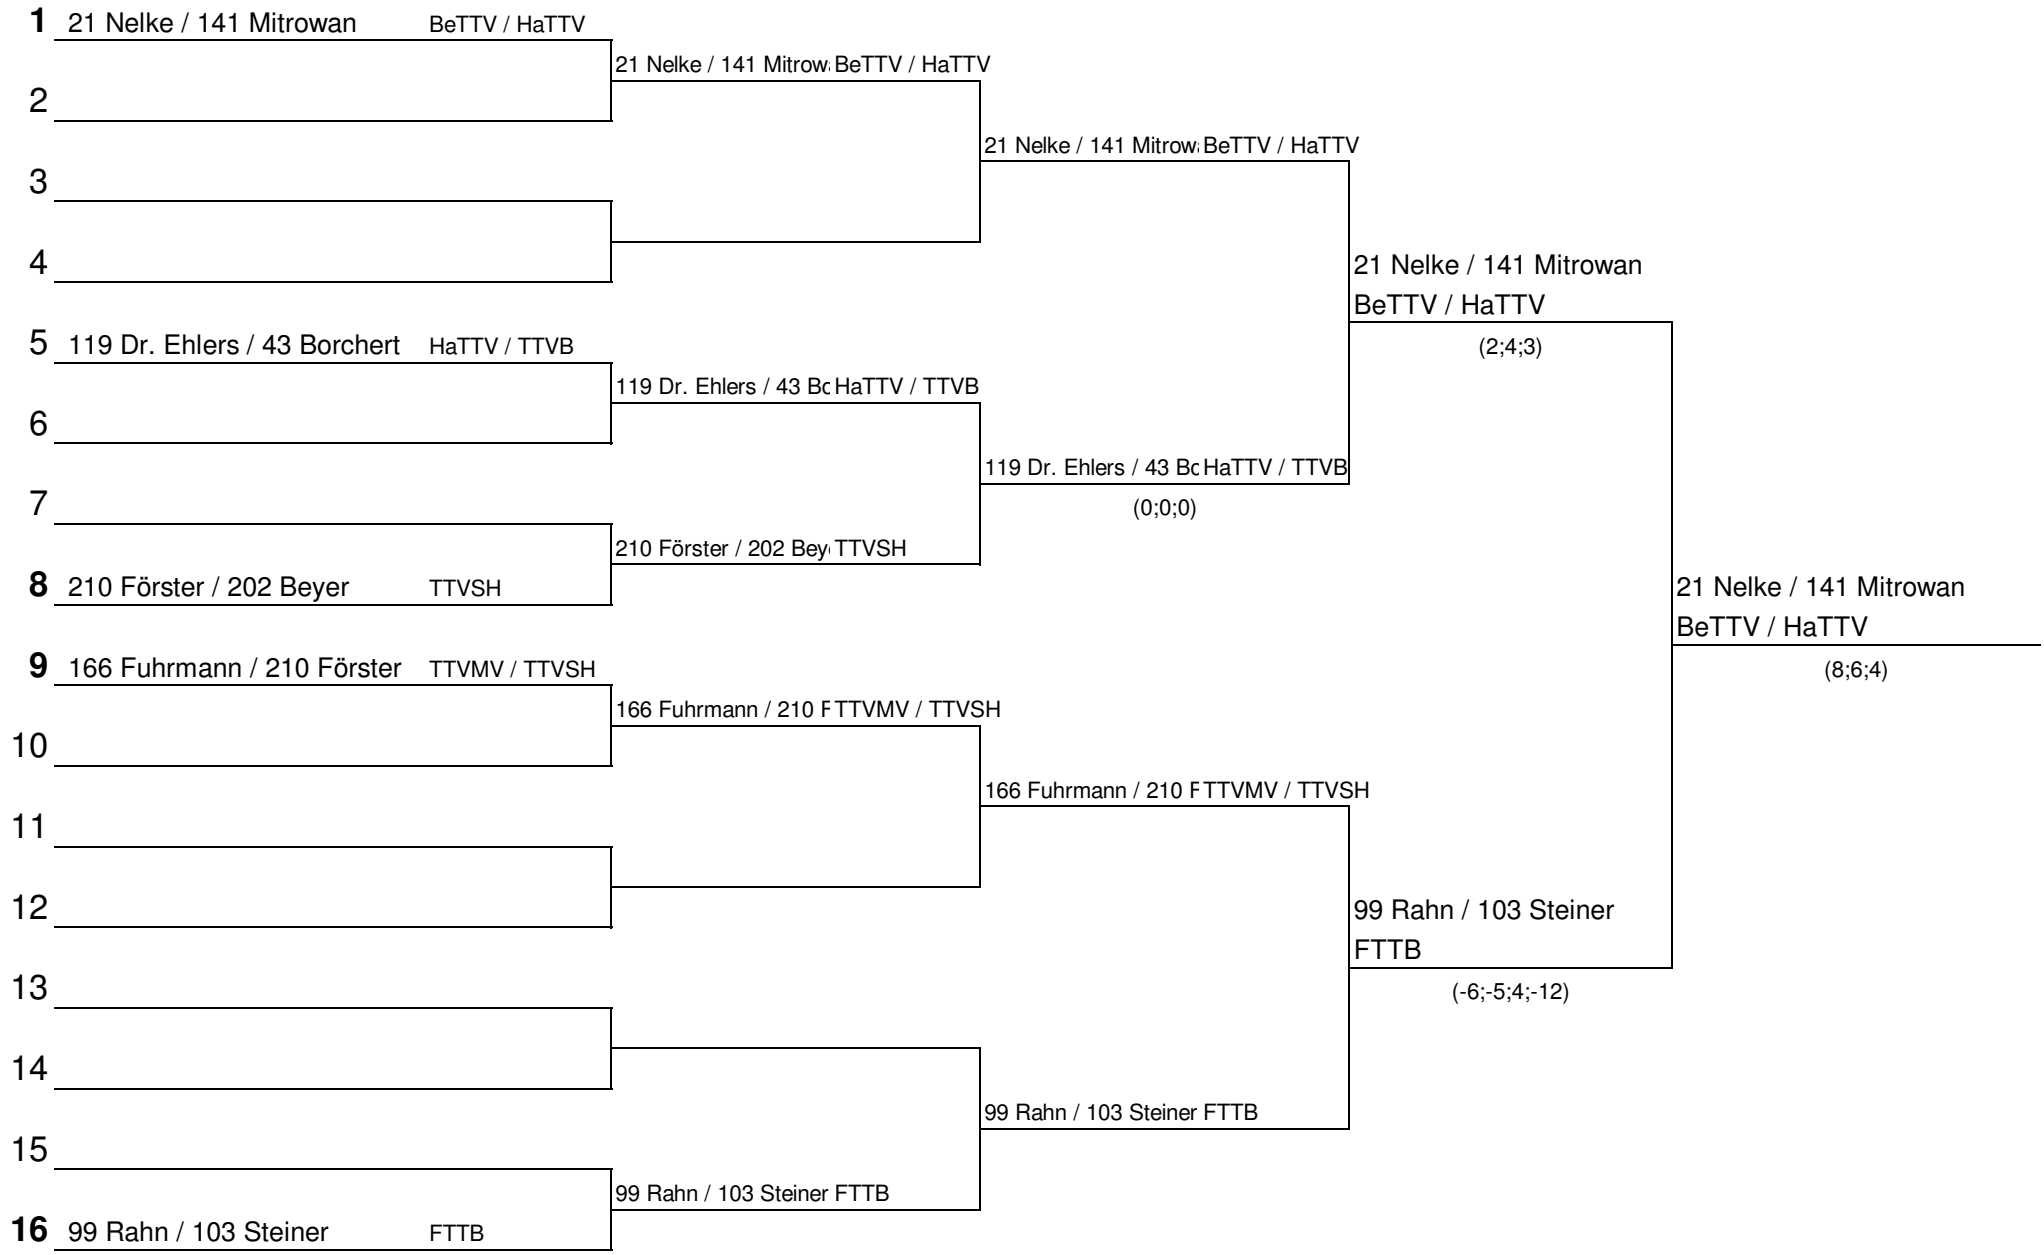 1 21 Nelke / 141 Mitrowan BeTTV / HaTTV
21 Nelke / 141 Mitrow BeTTV / HaTTV
2
21 Nelke / 141 Mitrow BeTTV / HaTTV
3
4
21 Nelke / 141 Mitrowan
BeTTV / HaTTV
(2;4;3)
5 119 Dr. Ehlers / 43 Borchert HaTTV / TTVB
119 Dr. Ehlers / 43 Bo HaTTV / TTVB
6
119 Dr. Ehlers / 43 Bo HaTTV / TTVB
(0;0;0)
7
210 Förster / 202 Bey TTVSH
8 210 Förster / 202 Beyer TTVSH
21 Nelke / 141 Mitrowan
BeTTV / HaTTV
(8;6;4)
9 166 Fuhrmann / 210 Förster TTVMV / TTVSH
166 Fuhrmann / 210 F TTVMV / TTVSH
10
166 Fuhrmann / 210 F TTVMV / TTVSH
11
12
99 Rahn / 103 Steiner
FTTB
(-6;-5;4;-12)
13
14
99 Rahn / 103 Steiner FTTB
15
99 Rahn / 103 Steiner FTTB
16 99 Rahn / 103 Steiner FTTB